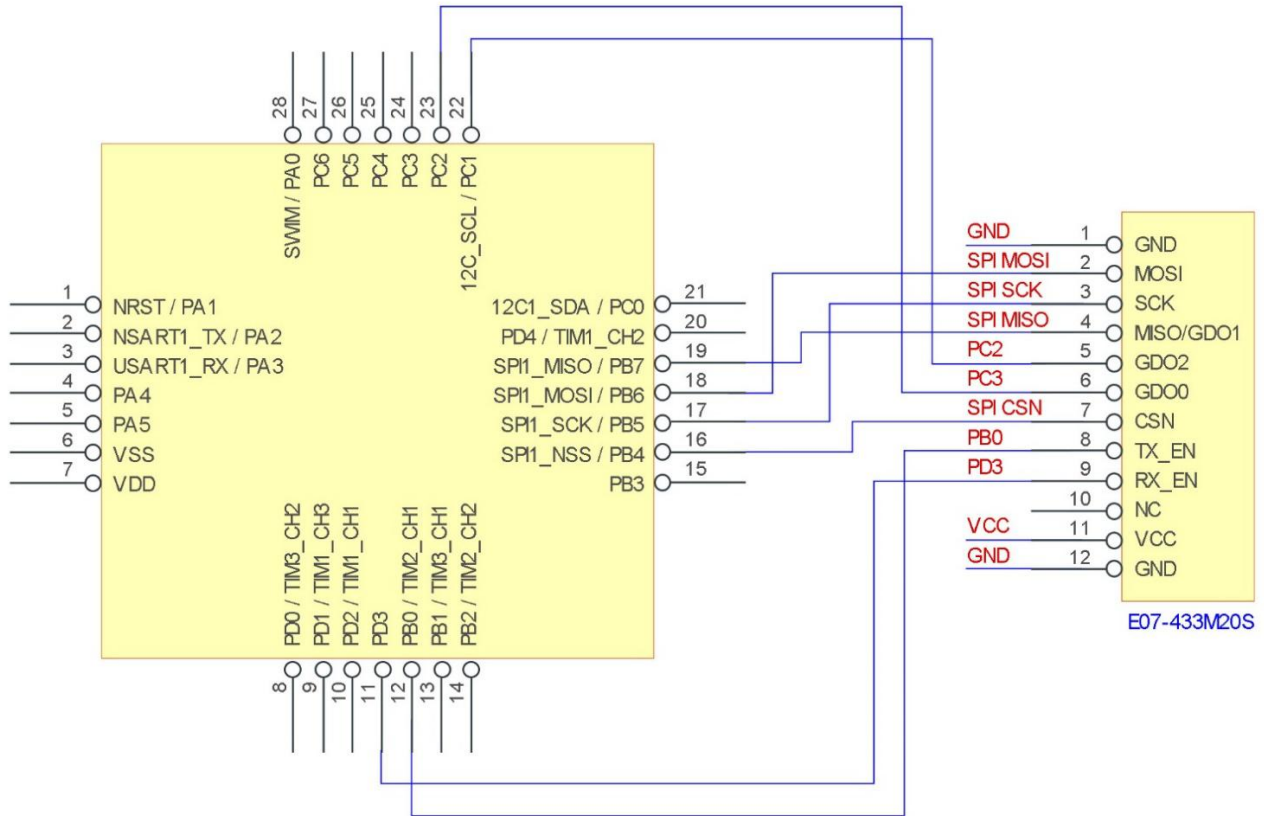 28
27
26
25
24
23
22
SWIM / PA0
PC6
PC5
PC4
PC3
PC2
12C_SCL / PC1
1 NRST / PA1
2 NSART1_TX / PA2
3 USART1_RX / PA3
4 PA4
5 PA5
6 VSS
7 VDD
12C1_SDA / PC0 21
PD4 / TIM1_CH2 20
SPI1_MISO / PB7 19
SPI1_MOSI / PB6 18
SPI1_SCK / PB5 17
SPI1_NSS / PB4 16
PB3 15
PD0 / TIM3_CH2
PD1 / TIM1_CH3
PD2 / TIM1_CH1
PD3
PB0 / TIM2_CH1
PB1 / TIM3_CH1
PB2 / TIM2_CH2
8
9
10
11
12
13
14
GND 1 GND
SPI MOSI 2 MOSI
SPI SCK 3 SCK
SPI MISO 4 MISO/GDO1
PC2 5 GDO2
PC3 6 GDO0
SPI CSN 7 CSN
PB0 8 TX_EN
PD3 9 RX_EN
10 NC
VCC 11 VCC
GND 12 GND
E07-433M20S